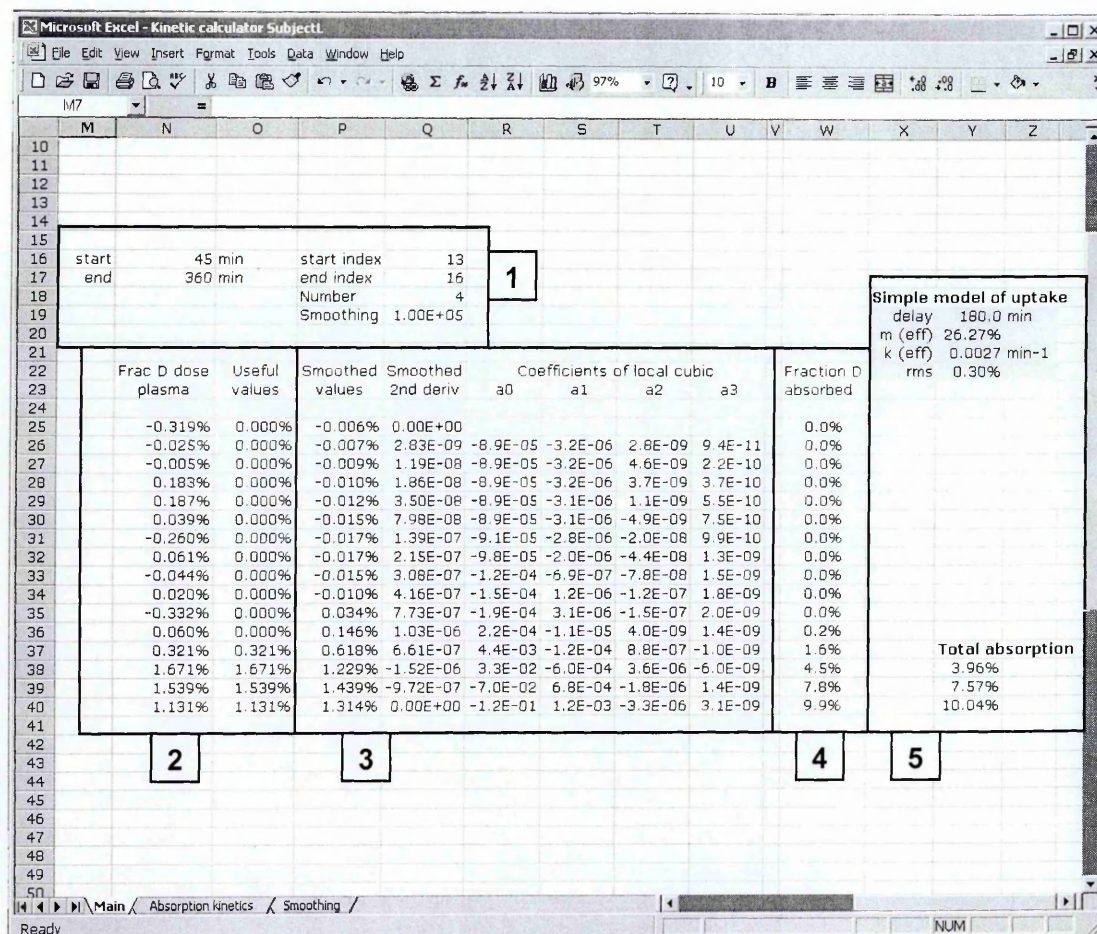 Microsoft Excel - Kinetic calculator SubjectL
File Edit View Insert Format Tools Data Window Help
97% 10 B
M7 =
M N O P Q R S T U V W X Y Z
10
11
12
13
14
15
16 start 45 min start index 13
17 end 360 min end index 16
1
18 Number 4 Simple model of uptake
19 Smoothing 1.00E+05 delay 180.0 min
20 m (eff) 26.27%
21 k (eff) 0.0027 min-1
22 Frac D dose Useful Smoothed Smoothed Coefficients of local cubic Fraction D rms 0.30%
23 plasma values values 2nd deriv a0 a1 a2 a3 absorbed
24
25 -0.319% 0.000% -0.006% 0.00E+00 0.0%
26 -0.025% 0.000% -0.007% 2.83E-09 -8.9E-05 -3.2E-06 2.8E-09 9.4E-11 0.0%
27 -0.005% 0.000% -0.009% 1.19E-08 -8.9E-05 -3.2E-06 4.6E-09 2.2E-10 0.0%
28 0.183% 0.000% -0.010% 1.86E-08 -8.9E-05 -3.2E-06 3.7E-09 3.7E-10 0.0%
29 0.187% 0.000% -0.012% 3.50E-08 -8.9E-05 -3.1E-06 1.1E-09 5.5E-10 0.0%
30 0.039% 0.000% -0.015% 7.98E-08 -8.9E-05 -3.1E-06 -4.9E-09 7.5E-10 0.0%
31 -0.260% 0.000% -0.017% 1.39E-07 -9.1E-05 -2.8E-06 -2.0E-08 9.9E-10 0.0%
32 0.061% 0.000% -0.017% 2.15E-07 -9.8E-05 -2.0E-06 -4.4E-08 1.3E-09 0.0%
33 -0.044% 0.000% -0.015% 3.08E-07 -1.2E-04 -6.9E-07 -7.8E-08 1.5E-09 0.0%
34 0.020% 0.000% -0.010% 4.16E-07 -1.5E-04 1.2E-06 -1.2E-07 1.8E-09 0.0%
35 -0.332% 0.000% 0.034% 7.73E-07 -1.9E-04 3.1E-06 -1.5E-07 2.0E-09 0.0%
36 0.060% 0.000% 0.146% 1.03E-06 2.2E-04 -1.1E-05 4.0E-09 1.4E-09 0.2%
37 0.321% 0.321% 0.618% 6.61E-07 4.4E-03 -1.2E-04 8.8E-07 -1.0E-09 1.6% Total absorption
38 1.671% 1.671% 1.229% -1.52E-06 3.3E-02 -6.0E-04 3.6E-06 -6.0E-09 4.5% 3.96%
39 1.539% 1.539% 1.439% -9.72E-07 -7.0E-02 6.8E-04 -1.8E-06 1.4E-09 7.8% 7.57%
40 1.131% 1.131% 1.314% 0.00E+00 -1.2E-01 1.2E-03 -3.3E-06 3.1E-09 9.9% 10.04%
41
42
43 2 3 4 5
44
45
46
47
48
49
50
Main / Absorption kinetics / Smoothing /
Ready NUM